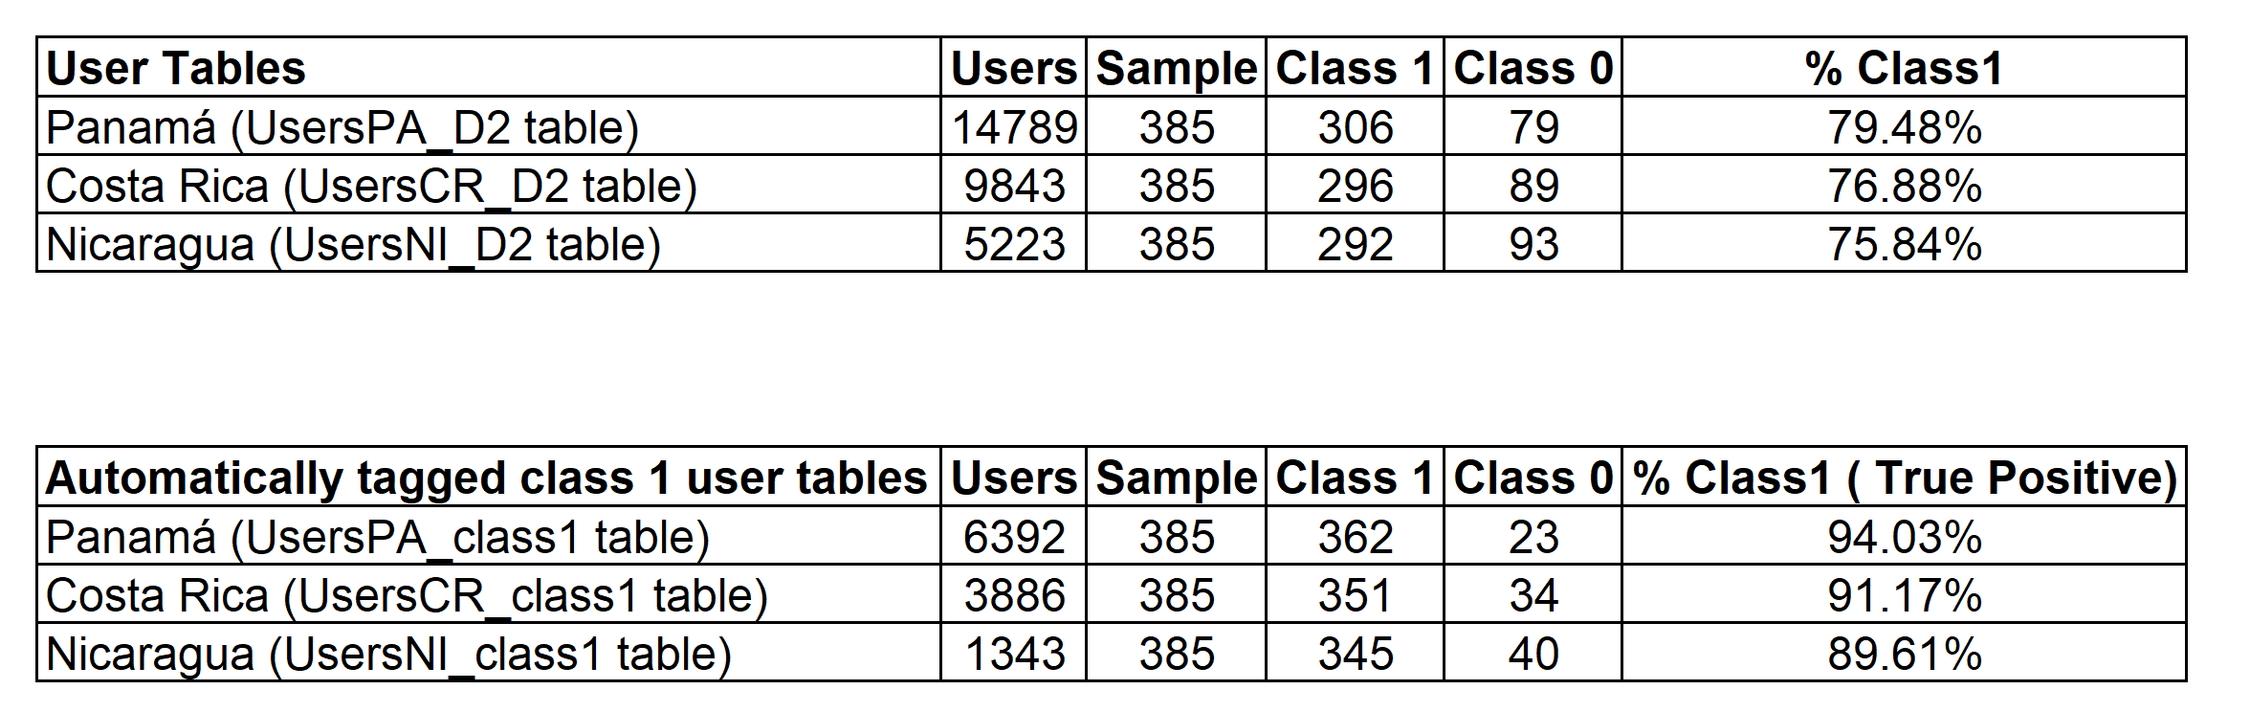 User Tables Users Sample Class 1 Class 0 % Class1
Panamá (UsersPA_D2 table) 14789 385 306 79 79.48%
Costa Rica (UsersCR_D2 table) 9843 385 296 89 76.88%
Nicaragua (UsersNI_D2 table) 5223 385 292 93 75.84%
Automatically tagged class 1 user tables Users Sample Class 1 Class 0 % Class1 ( True Positive)
Panamá (UsersPA_class1 table) 6392 385 362 23 94.03%
Costa Rica (UsersCR_class1 table) 3886 385 351 34 91.17%
Nicaragua (UsersNI_class1 table) 1343 385 345 40 89.61%